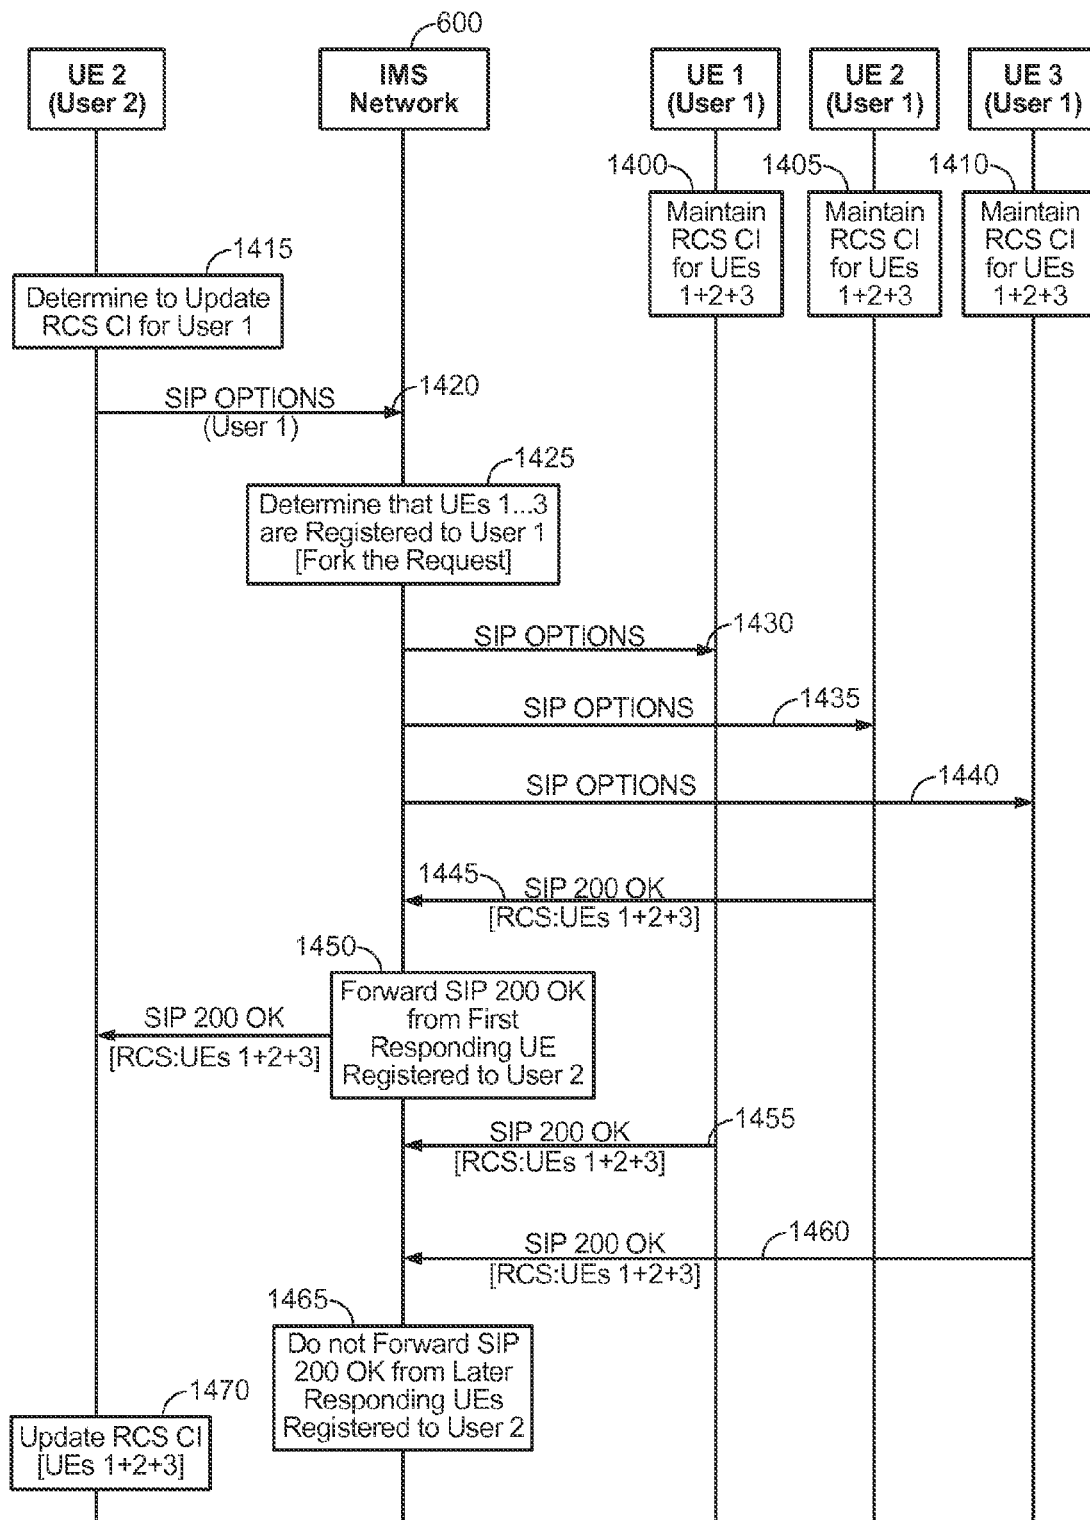 600
UE 2
(User 2)
IMS
Network
UE 1
(User 1)
UE 2
(User 1)
UE 3
(User 1)
1400
1405
1410
Maintain
RCS CI
for UEs
1+2+3
Maintain
RCS CI
for UEs
1+2+3
Maintain
RCS CI
for UEs
1+2+3
1415
Determine to Update
RCS CI for User 1
SIP OPTIONS
(User 1)
1420
1425
Determine that UEs 1...3
are Registered to User 1
[Fork the Request]
SIP OPTIONS
1430
SIP OPTIONS
1435
SIP OPTIONS
1440
1445
SIP 200 OK
[RCS:UEs 1+2+3]
1450
Forward SIP 200 OK
from First
Responding UE
Registered to User 2
SIP 200 OK
[RCS:UEs 1+2+3]
1455
SIP 200 OK
[RCS:UEs 1+2+3]
1460
SIP 200 OK
[RCS:UEs 1+2+3]
1465
Do not Forward SIP
200 OK from Later
Responding UEs
Registered to User 2
1470
Update RCS CI
[UEs 1+2+3]